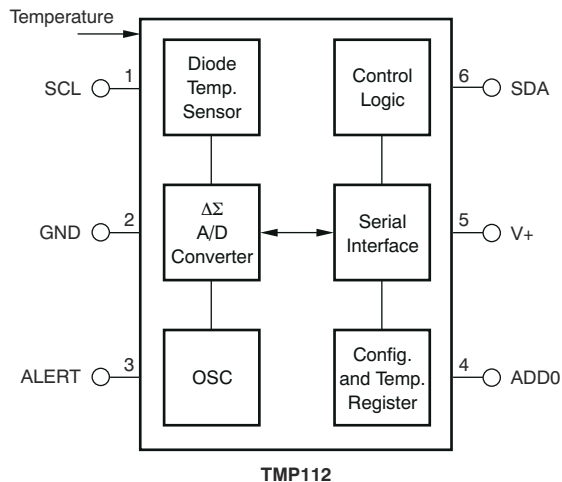 Temperature
SCL
1
Diode
Temp.
Sensor
Control
Logic
6
SDA
GND
2
ΔΣ
A/D
Converter
Serial
Interface
5
V+
ALERT
3
OSC
Config.
and Temp.
Register
4
ADD0
TMP112